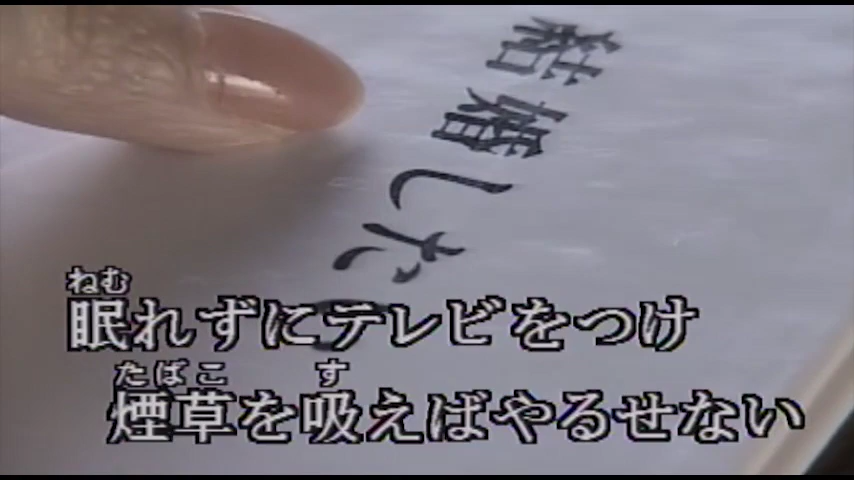 結婚した
眠れずにテレビをつけ
煙草を吸えばやるせない
ねむ
たばこ
す